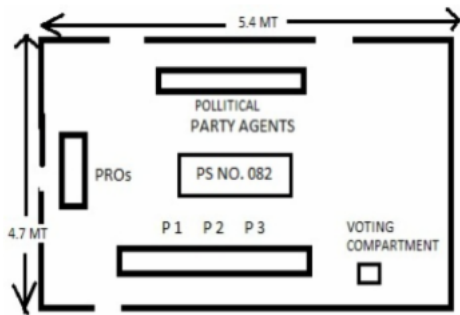 5.4 MT
POLLITICAL
PARTY AGENTS
PROs
PS NO. 082
4.7 MT
P 1 P 2 P 3
VOTING
COMPARTMENT